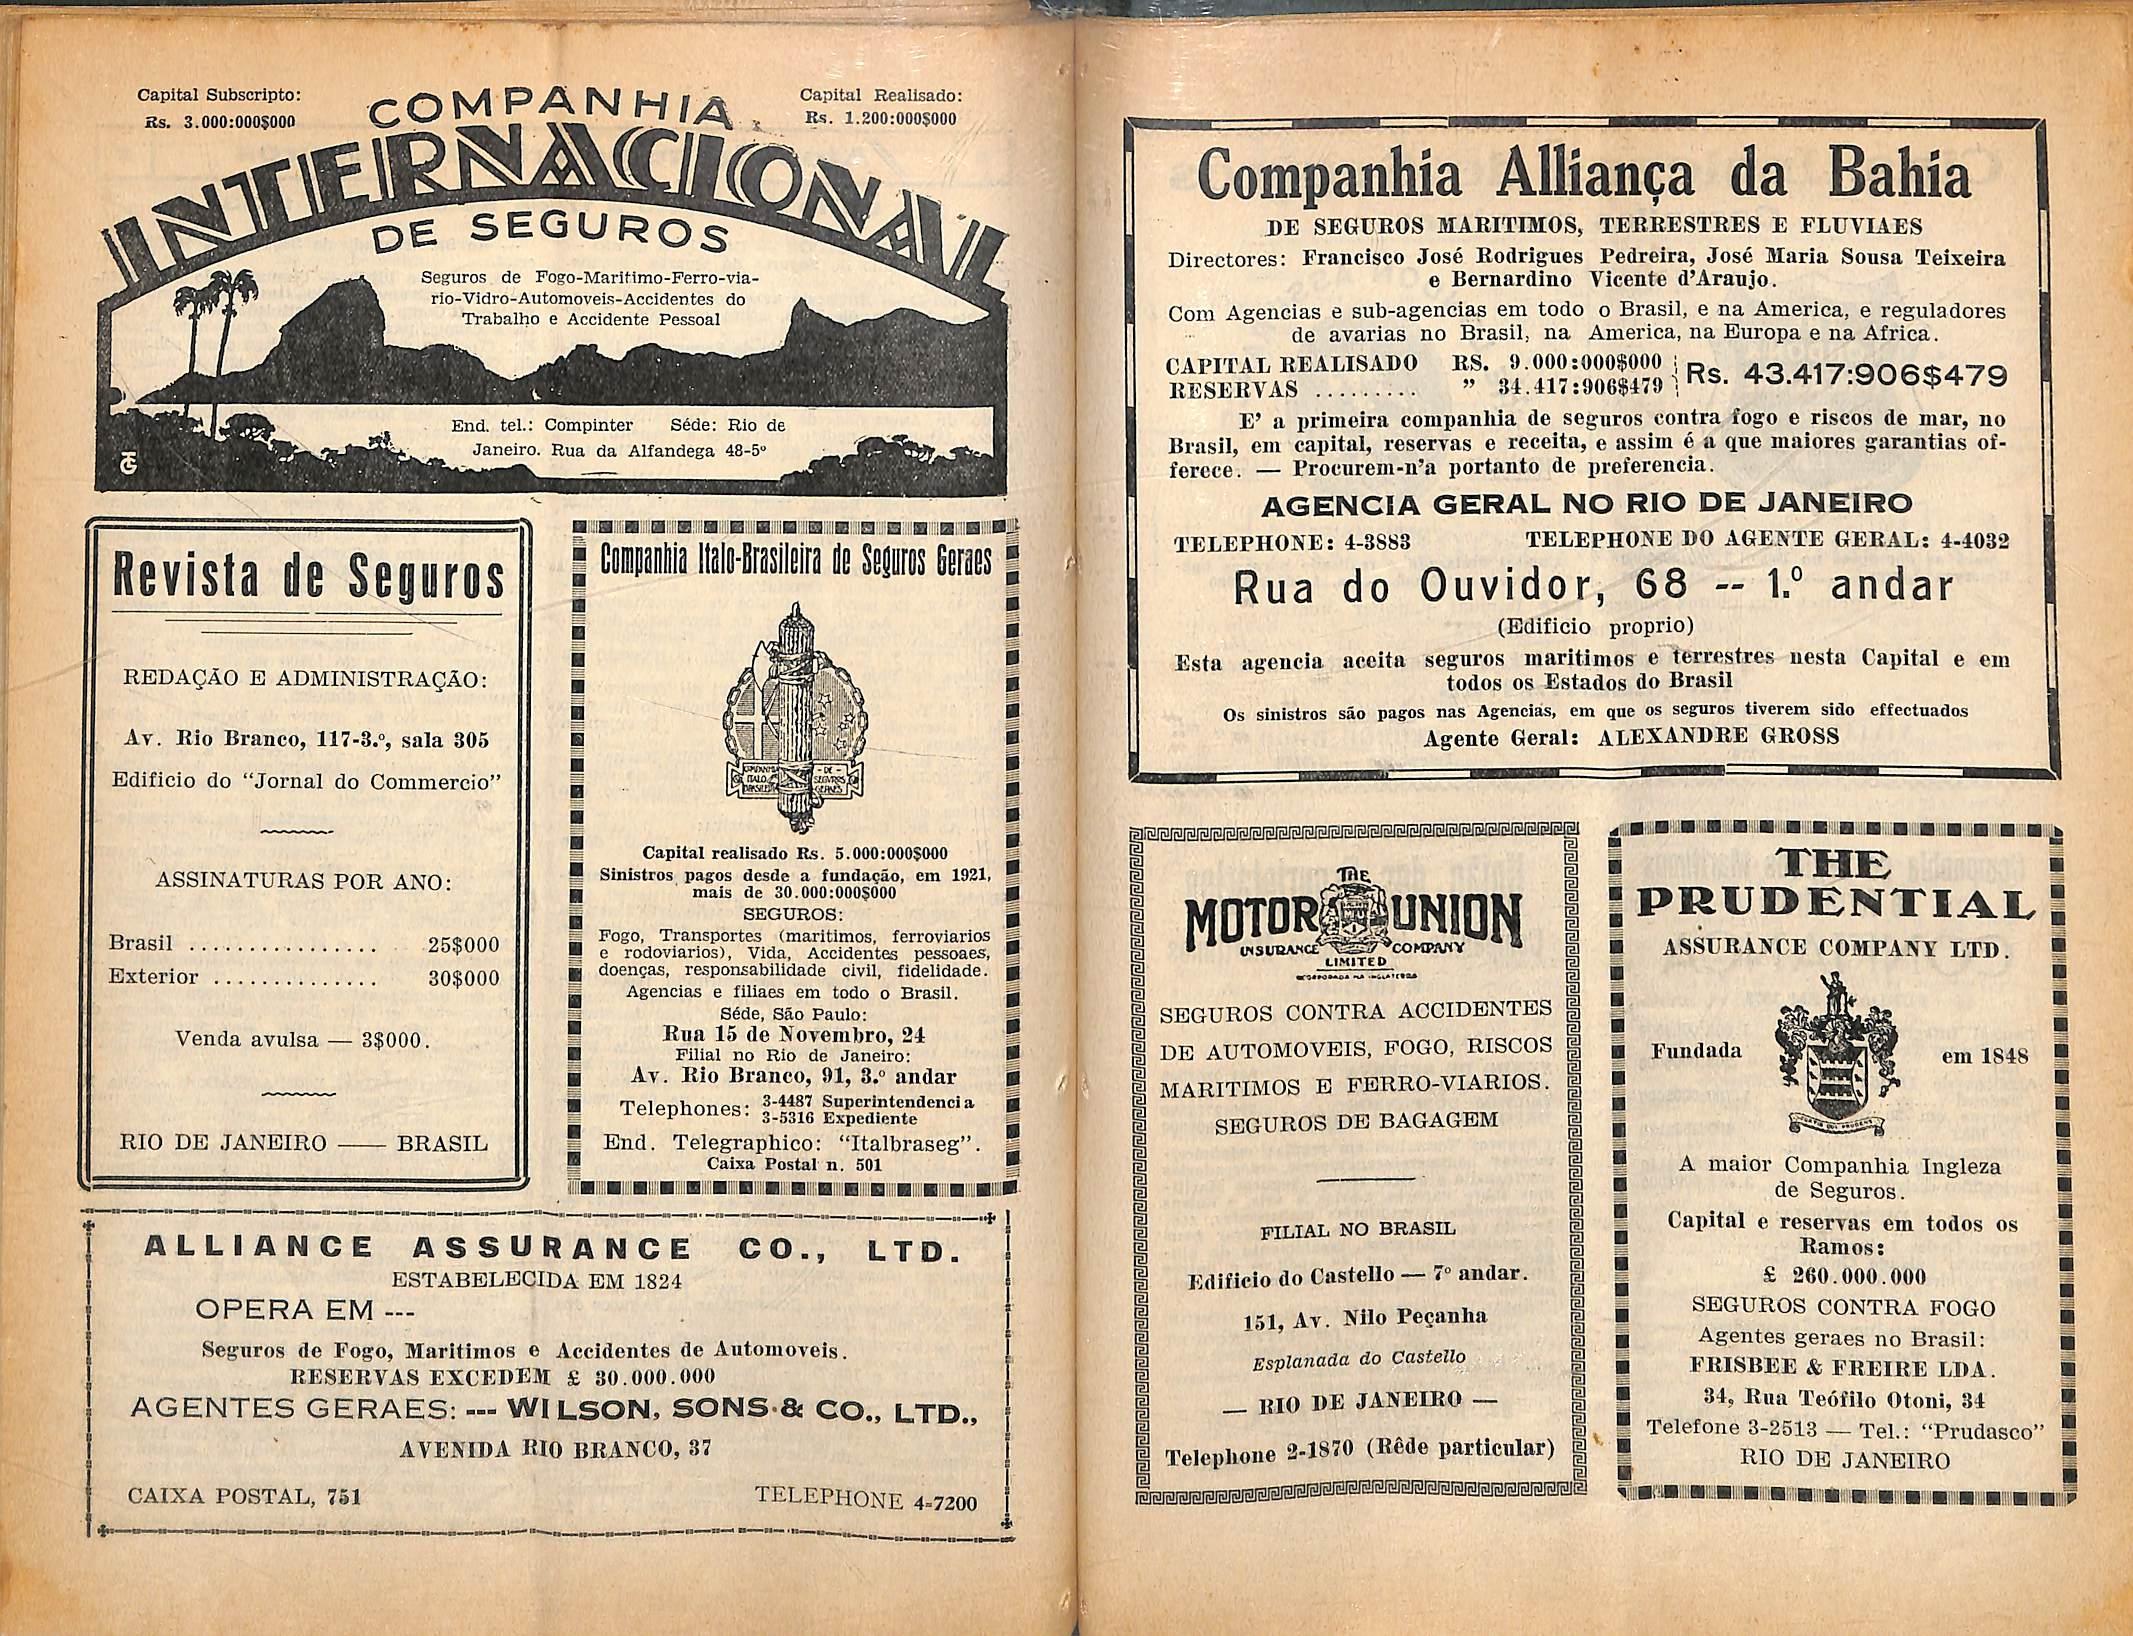 Capital Subscripto:
Rs. 3.000:000$000
COMPANHIA
Capital Realisado:
Rs. 1.200:000$000
INTERNACIONAL
DE SEGUROS
Seguros de Fogo-Maritimo-Ferro-via-
rio-Vidro-Automoveis-Accidentes do
Trabalho e Accidente Pessoal
End. tel.: Compinter Séde: Rio de
Janeiro. Rua da Alfandega 48-5º
Revista de Seguros
REDAÇÃO E ADMINISTRAÇÃO:
Av. Rio Branco, 117-3.º, sala 305
Edificio do "Jornal do Commercio"
ASSINATURAS POR ANO:
Brasil ................ 25$000
Exterior .............. 30$000
Venda avulsa — 3$000.
RIO DE JANEIRO —— BRASIL
Companhia Italo-Brasileira de Seguros Geraes
COMPANHIA - DE -
ITALO SEGVROS
BRASILEIRA GERAES
Capital realisado Rs. 5.000:000$000
Sinistros pagos desde a fundação, em 1921,
mais de 30.000:000$000
SEGUROS:
Fogo, Transportes (maritimos, ferroviarios
e rodoviarios), Vida, Accidentes pessoaes,
doenças, responsabilidade civil, fidelidade.
Agencias e filiaes em todo o Brasil.
Séde, São Paulo:
Rua 15 de Novembro, 24
Filial no Rio de Janeiro:
Av. Rio Branco, 91, 3.º andar
Telephones: 3-4487 Superintendencia
3-5316 Expediente
End. Telegraphico: "Italbraseg".
Caixa Postal n. 501
ALLIANCE ASSURANCE CO., LTD.
ESTABELECIDA EM 1824
OPERA EM ---
Seguros de Fogo, Maritimos e Accidentes de Automoveis.
RESERVAS EXCEDEM £ 30.000.000
AGENTES GERAES: --- WILSON, SONS & CO., LTD.,
AVENIDA RIO BRANCO, 37
CAIXA POSTAL, 751 TELEPHONE 4-7200
Companhia Alliança da Bahia
DE SEGUROS MARITIMOS, TERRESTRES E FLUVIAES
Directores: Francisco José Rodrigues Pedreira, José Maria Sousa Teixeira
e Bernardino Vicente d'Araujo.
Com Agencias e sub-agencias em todo o Brasil, e na America, e reguladores
de avarias no Brasil, na America, na Europa e na Africa.
CAPITAL REALISADO RS. 9.000:000$000
RESERVAS ......... " 34.417:906$479
Rs. 43.417:906$479
E' a primeira companhia de seguros contra fogo e riscos de mar, no
Brasil, em capital, reservas e receita, e assim é a que maiores garantias of-
ferece. — Procurem-n'a portanto de preferencia.
AGENCIA GERAL NO RIO DE JANEIRO
TELEPHONE: 4-3883 TELEPHONE DO AGENTE GERAL: 4-4032
Rua do Ouvidor, 68 -- 1.º andar
(Edificio proprio)
Esta agencia aceita seguros maritimos e terrestres nesta Capital e em
todos os Estados do Brasil
Os sinistros são pagos nas Agencias, em que os seguros tiverem sido effectuados
Agente Geral: ALEXANDRE GROSS
THE
MOTOR UNION
INSURANCE COMPANY
LIMITED
INCORPORADA NA INGLATERRA
SEGUROS CONTRA ACCIDENTES
DE AUTOMOVEIS, FOGO, RISCOS
MARITIMOS E FERRO-VIARIOS.
SEGUROS DE BAGAGEM
FILIAL NO BRASIL
Edificio do Castello — 7º andar.
151, Av. Nilo Peçanha
Esplanada do Castello
— RIO DE JANEIRO —
Telephone 2-1870 (Rêde particular)
THE
PRUDENTIAL
ASSURANCE COMPANY LTD.
Fundada em 1848
FORTIS QUI PRUDENS
A maior Companhia Ingleza
de Seguros.
Capital e reservas em todos os
Ramos:
£ 260.000.000
SEGUROS CONTRA FOGO
Agentes geraes no Brasil:
FRISBEE & FREIRE LDA.
34, Rua Teófilo Otoni, 34
Telefone 3-2513 — Tel.: "Prudasco"
RIO DE JANEIRO